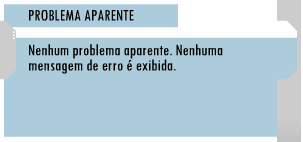 PROBLEMA APARENTE
Nenhum problema aparente. Nenhuma
mensagem de erro é exibida.